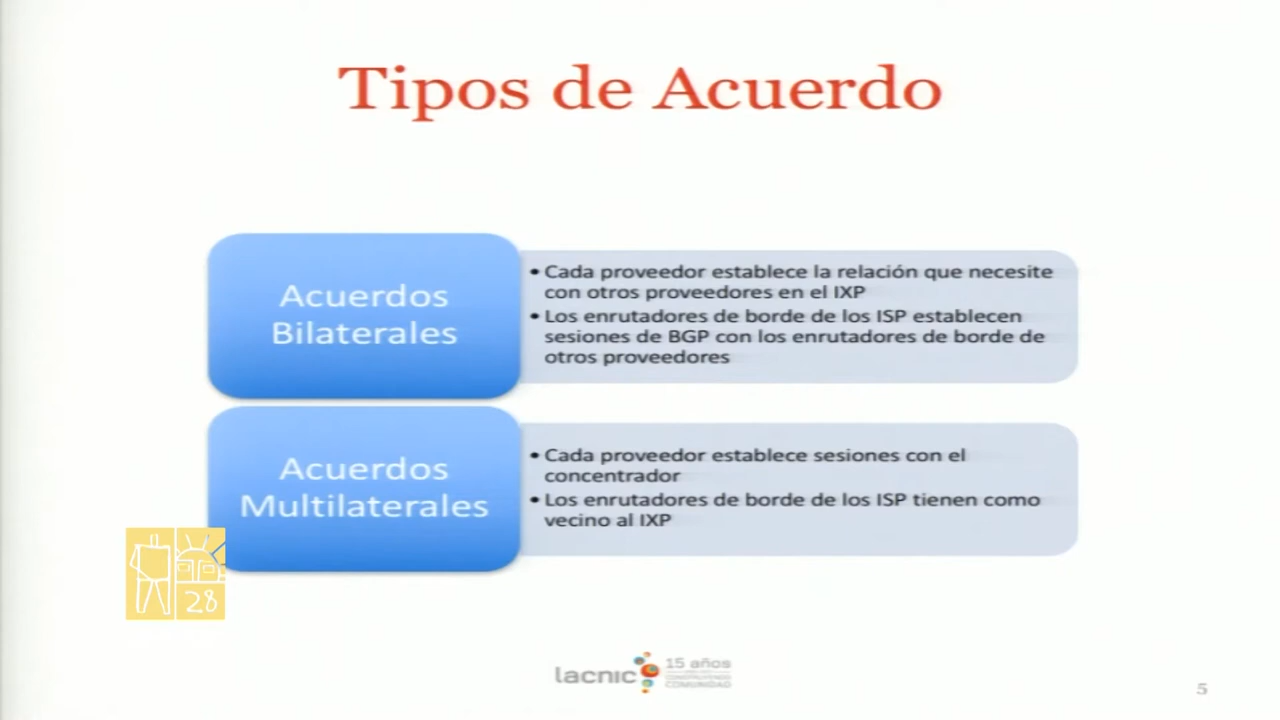 Tipos de Acuerdo
Acuerdos
Bilaterales
• Cada proveedor establece la relación que necesite
con otros proveedores en el IXP
• Los enrutadores de borde de los ISP establecen
sesiones de BGP con los enrutadores de borde de
otros proveedores
Acuerdos
Multilaterales
• Cada proveedor establece sesiones con el
concentrador
• Los enrutadores de borde de los ISP tienen como
vecino al IXP
28
lacnic
15 años
CONSTRUYENDO
COMUNIDAD
5